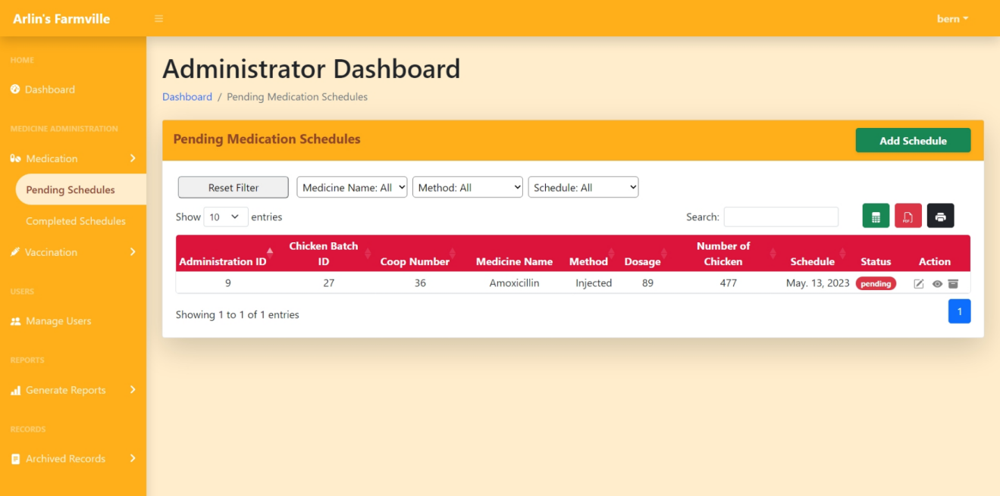 Arlin's Farmville
bern
HOME
Dashboard
MEDICINE ADMINISTRATION
Medication
Pending Schedules
Completed Schedules
Vaccination
USERS
Manage Users
REPORTS
Generate Reports
RECORDS
Archived Records
Administrator Dashboard
Dashboard / Pending Medication Schedules
Pending Medication Schedules
Add Schedule
Reset Filter Medicine Name: All Method: All Schedule: All
Show 10 entries Search:
PDF
Administration ID Chicken Batch ID Coop Number Medicine Name Method Dosage Number of Chicken Schedule Status Action
9 27 36 Amoxicillin Injected 89 477 May. 13, 2023 pending
Showing 1 to 1 of 1 entries
1